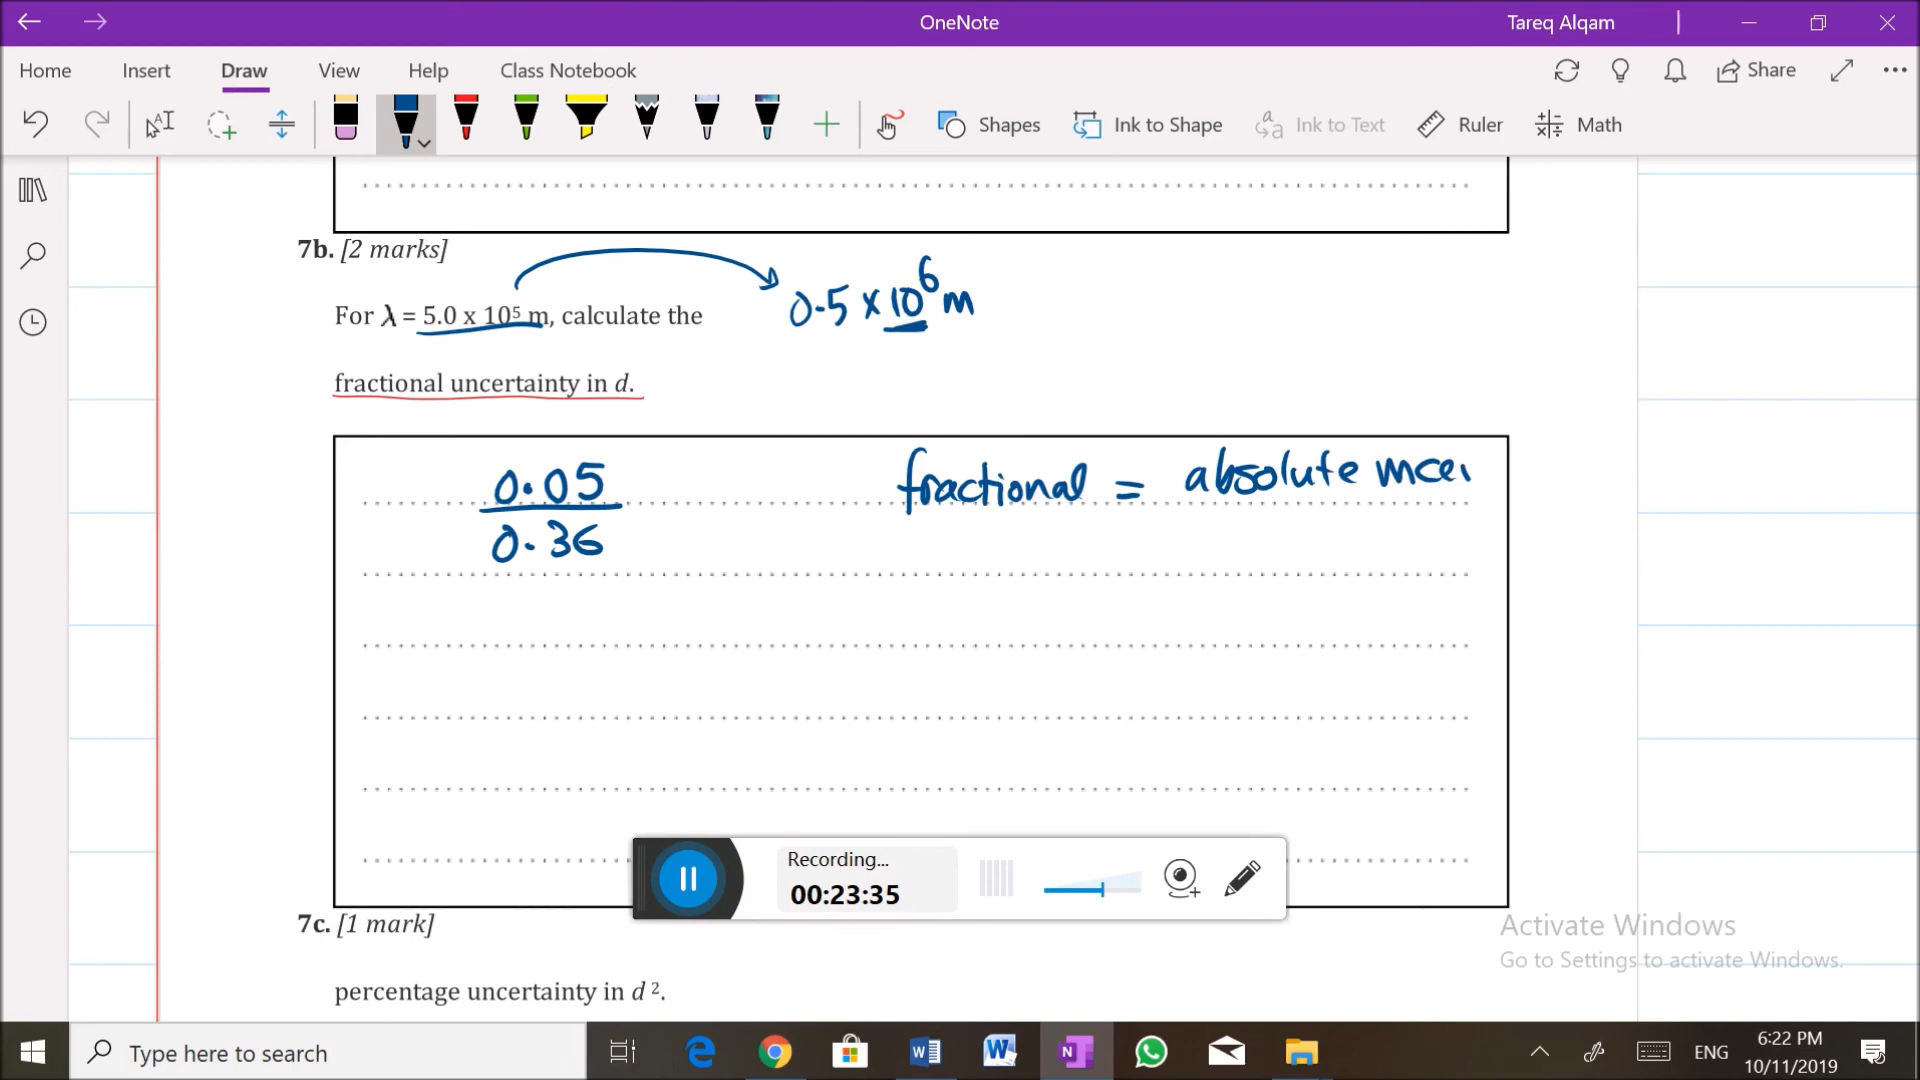 OneNote
Tareq Alqam
Home Insert Draw View Help Class Notebook
Share
Shapes Ink to Shape Ink to Text Ruler Math
7b. [2 marks]
For λ = 5.0 x 10⁵ m, calculate the
0.5 × 10⁶ m
fractional uncertainty in d.
0.05
0.36
fractional = absolute
7c. [1 mark]
percentage uncertainty in d ².
Recording...
00:23:35
Activate Windows
Go to Settings to activate Windows.
Type here to search
ENG
6:22 PM
10/11/2019